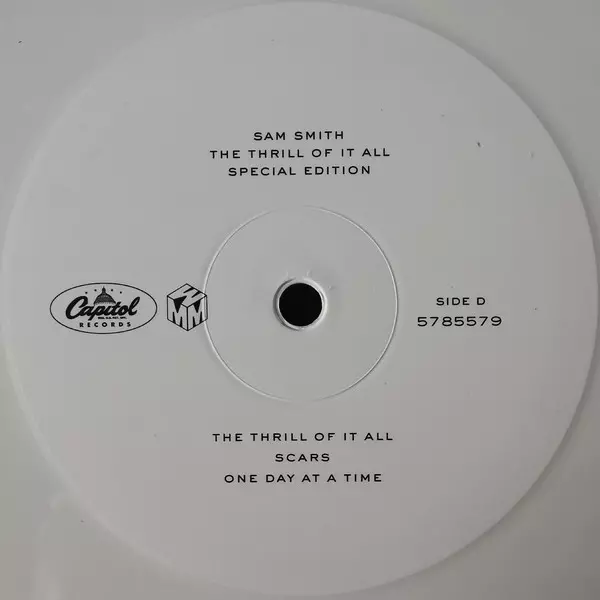 SAM SMITH
THE THRILL OF IT ALL
SPECIAL EDITION
Capitol
RECORDS
MMM
SIDE D
5785579
THE THRILL OF IT ALL
SCARS
ONE DAY AT A TIME